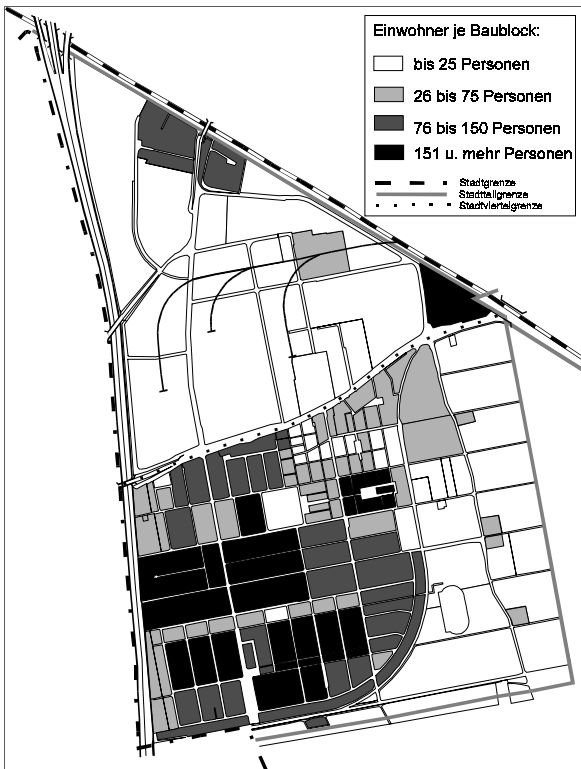 Einwohner je Baublock:
bis 25 Personen
26 bis 75 Personen
76 bis 150 Personen
151 u. mehr Personen
Stadtgrenze
Stadtteilgrenze
Stadtviertelgrenze